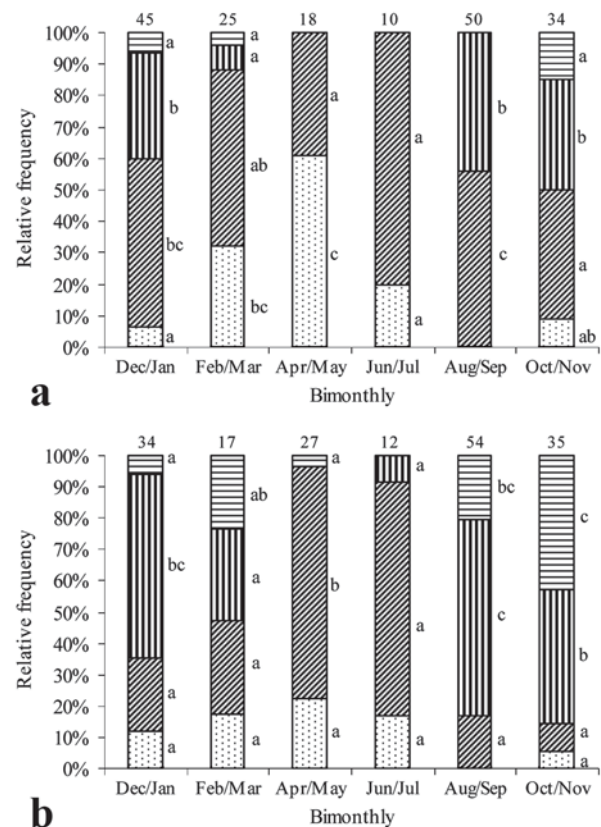 45 25 18 10 50 34
100% a a a
90% a b
80% a b
70% b
60% ab a
50%
40% bc c a
30% c
20% bc
10% a a ab
0%
Relative frequency
Dec/Jan Feb/Mar Apr/May Jun/Jul Aug/Sep Oct/Nov
Bimonthly
a
34 17 27 12 54 35
100% a a a
90% bc
80% ab c
70% bc
60% b
50% a c a
40% b
30% a
20% a
10% a a a a a a
0%
Relative frequency
Dec/Jan Feb/Mar Apr/May Jun/Jul Aug/Sep Oct/Nov
Bimonthly
b